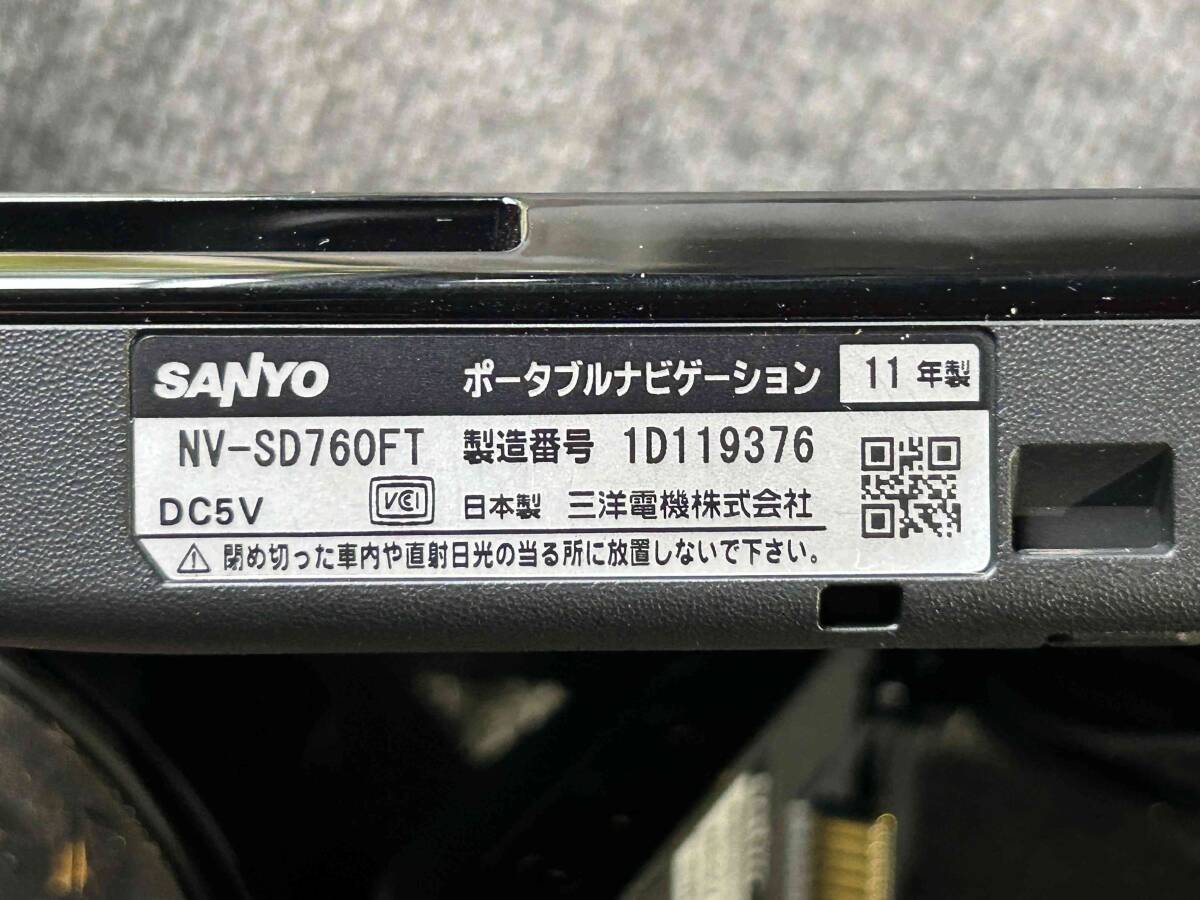 SANYO ポータブルナビゲーション 11年製
NV-SD760FT 製造番号 1D119376
DC5V VCCI 日本製 三洋電機株式会社
閉め切った車内や直射日光の当る所に放置しないで下さい。